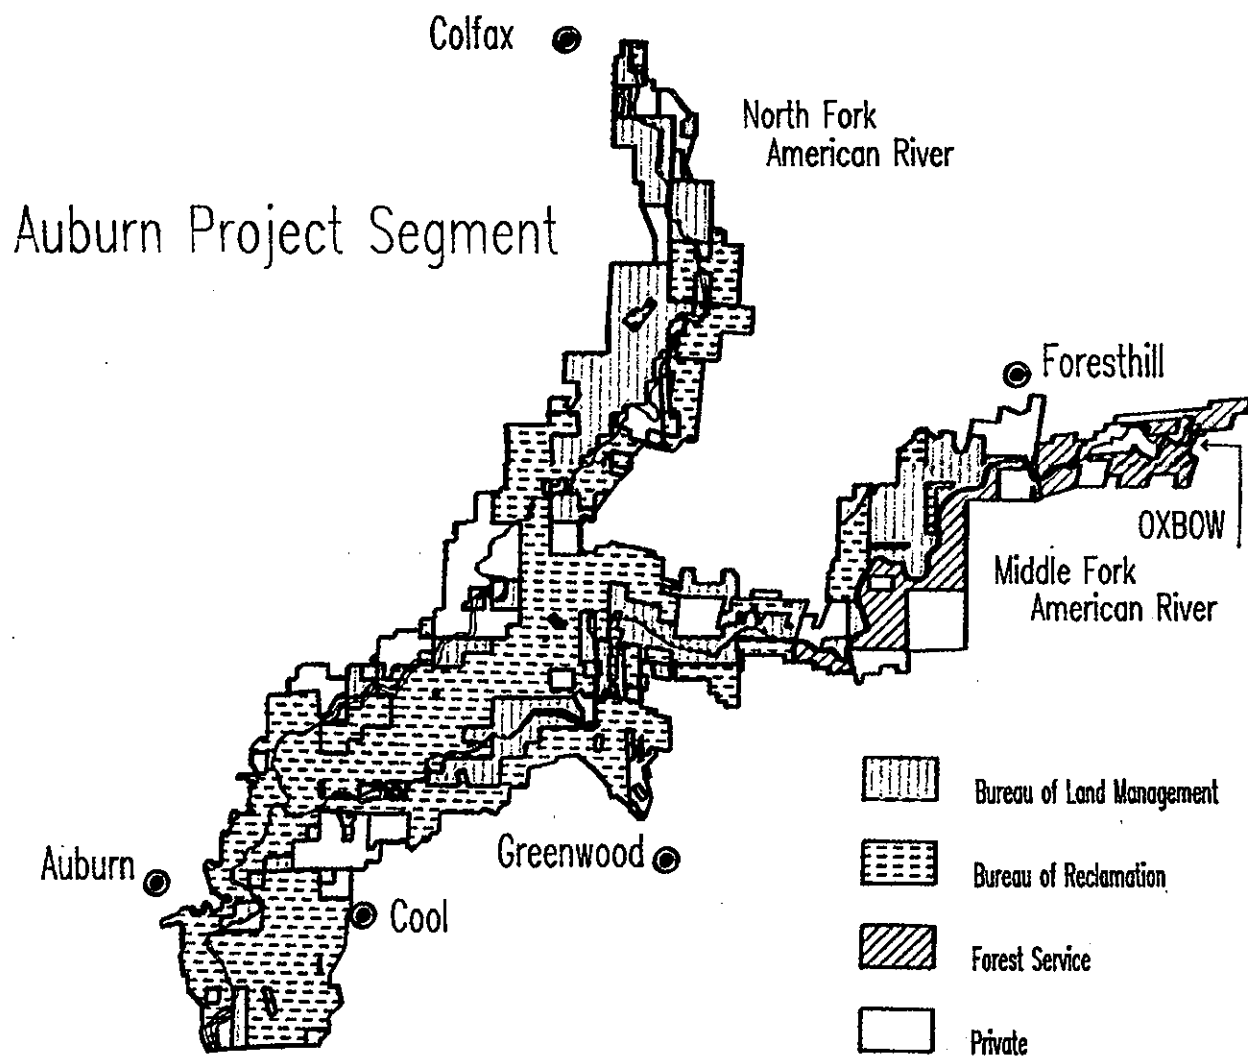 Colfax
North Fork
American River
Auburn Project Segment
Foresthill
OXBOW
Middle Fork
American River
Bureau of Land Management
Auburn
Greenwood
Bureau of Reclamation
Cool
Forest Service
Private